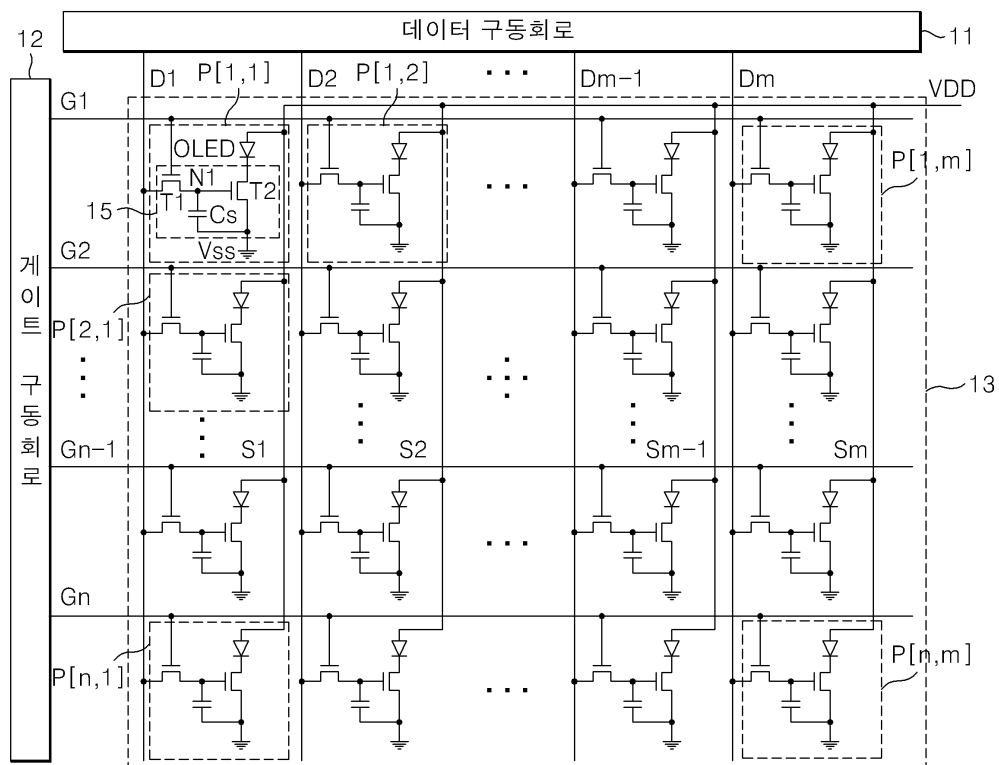 데이터 구동회로
11
12
D1
P[1,1]
D2
P[1,2]
Dm-1
Dm
VDD
G1
OLED
N1
T2
T1
15
Cs
Vss
P[1,m]
G2
게이트 구동회로
P[2,1]
13
Gn-1
S1
S2
Sm-1
Sm
Gn
P[n,1]
P[n,m]